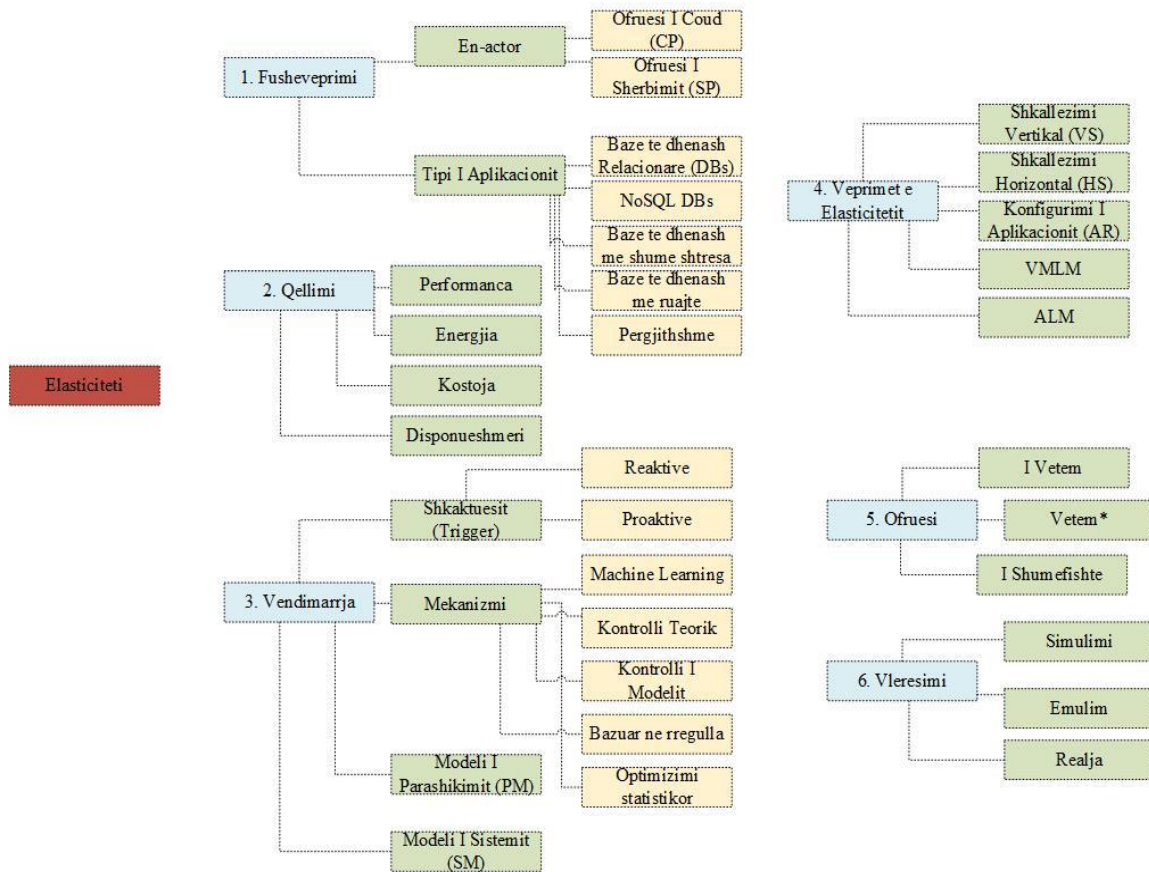 Elasticiteti
1. Fusheveprimi
En-actor
Ofruesi I Coud
(CP)
Ofruesi I
Sherbimit (SP)
Tipi I Aplikacionit
Baze te dhenash
Relacionare (DBs)
NoSQL DBs
Baze te dhenash
me shume shtresa
Baze te dhenash
me ruajte
Pergjithshme
2. Qellimi
Performanca
Energjia
Kostoja
Disponueshmeri
3. Vendimarrja
Shkaktuesit
(Trigger)
Reaktive
Proaktive
Mekanizmi
Machine Learning
Kontrolli Teorik
Kontrolli I
Modelit
Bazuar ne rregulla
Optimizimi
statistikor
Modeli I
Parashikimit (PM)
Modeli I Sistemit
(SM)
4. Veprimet e
Elasticitetit
Shkallezimi
Vertikal (VS)
Shkallezimi
Horizontal (HS)
Konfigurimi I
Aplikacionit (AR)
VMLM
ALM
5. Ofruesi
I Vetem
Vetem*
I Shumefishte
6. Vleresimi
Simulimi
Emulim
Realja